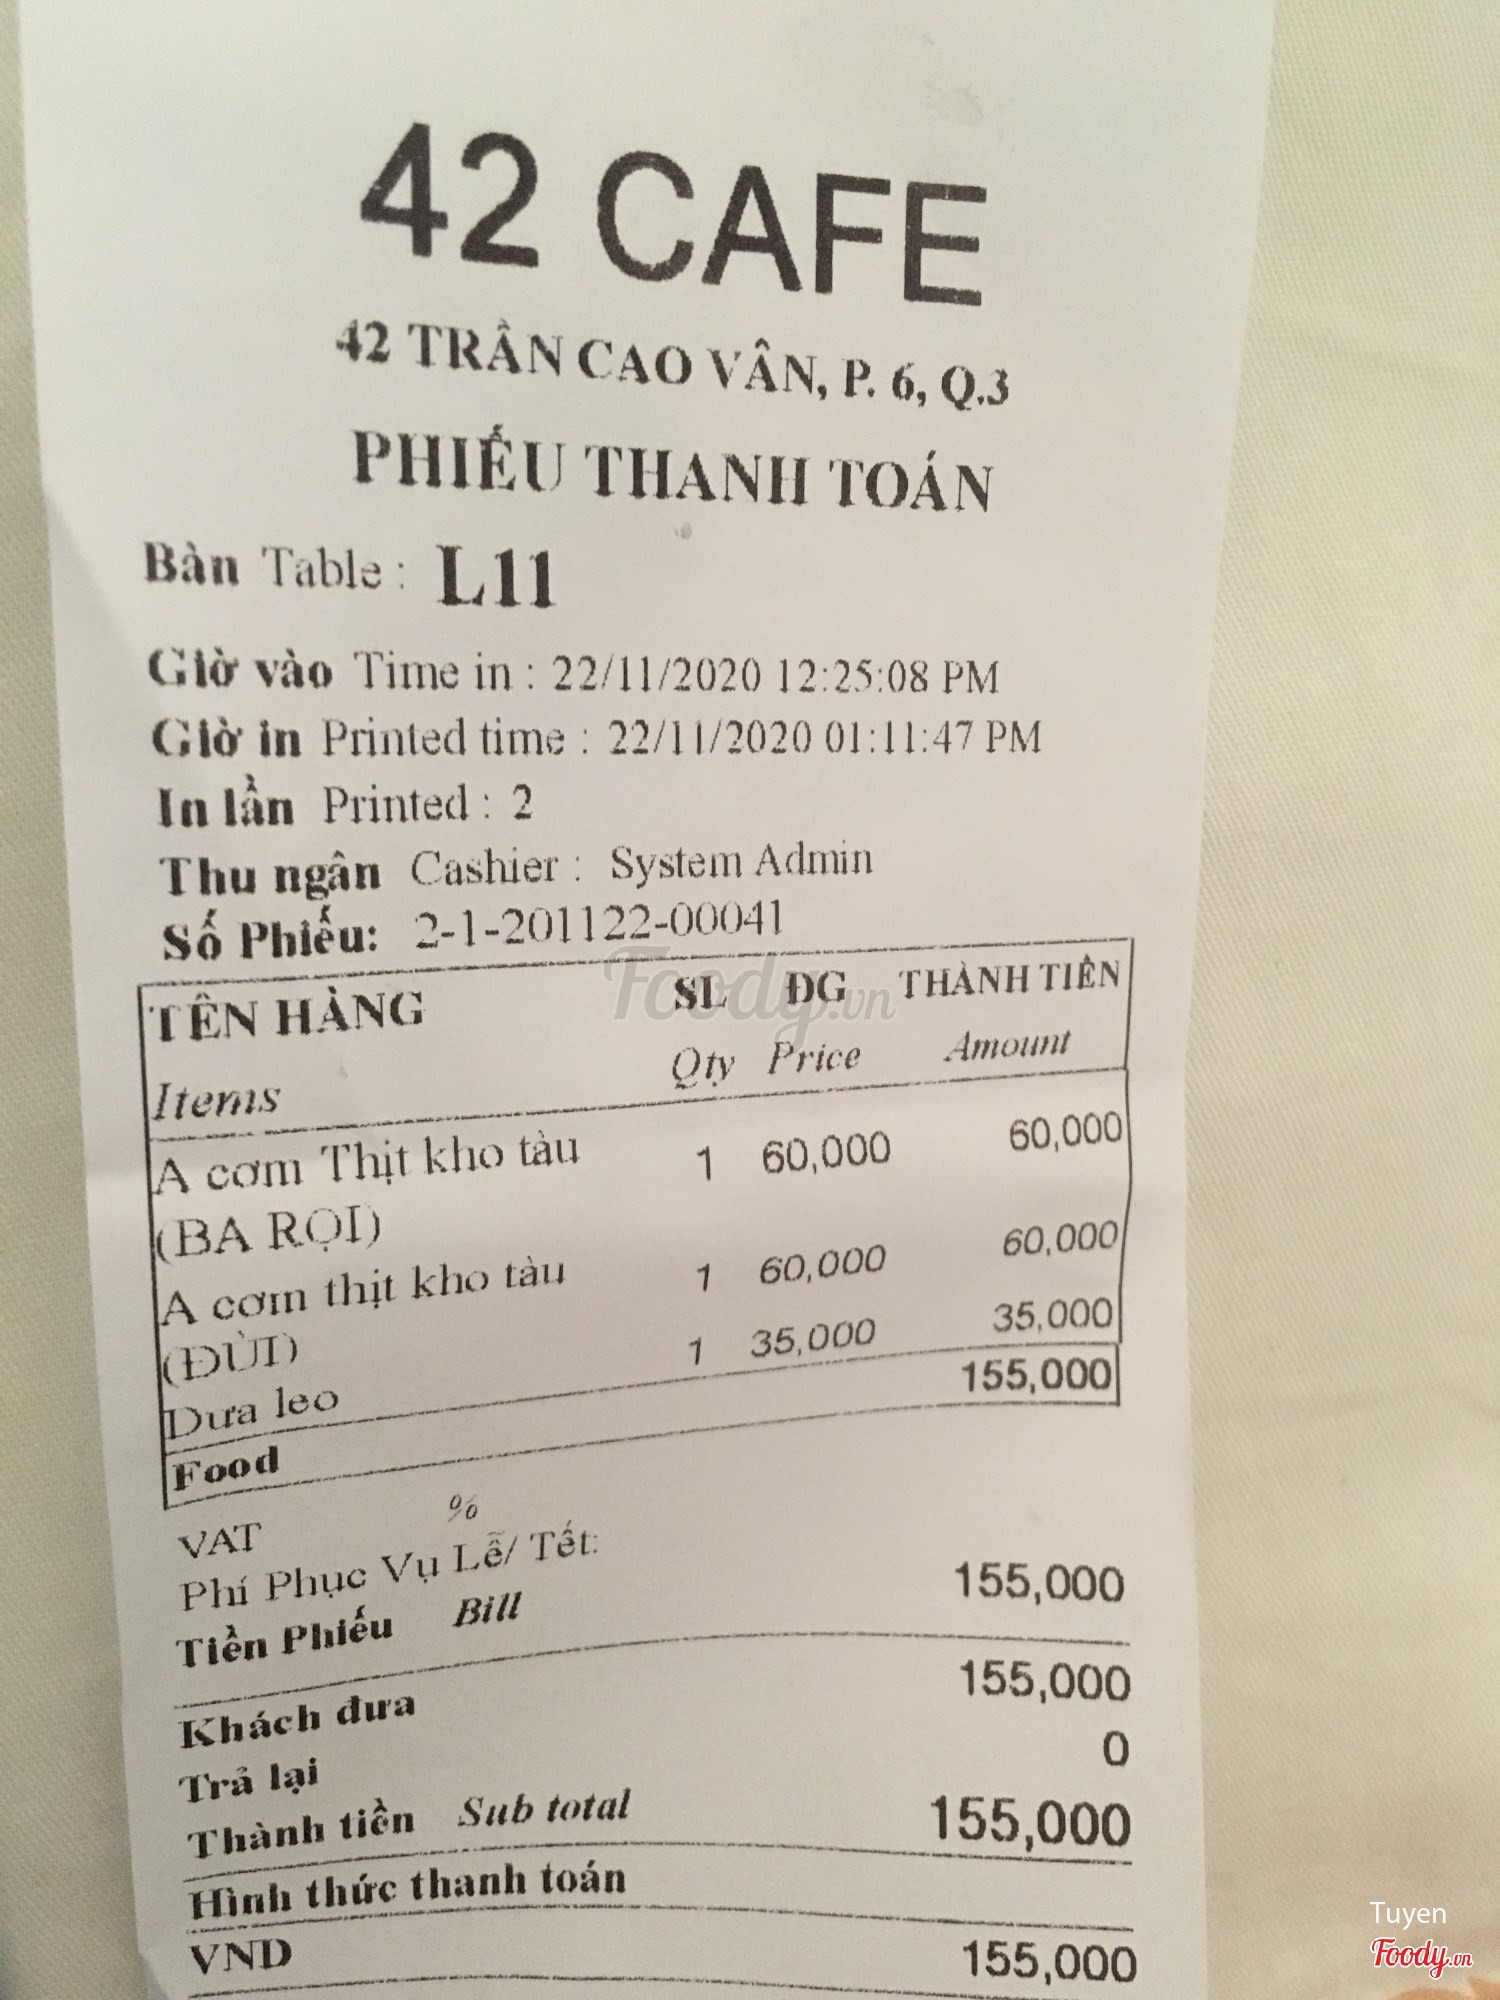 42 CAFE
42 TRẦN CAO VÂN, P. 6, Q.3
PHIẾU THANH TOÁN
Bàn Table : L11
Giờ vào Time in : 22/11/2020 12:25:08 PM
Giờ in Printed time : 22/11/2020 01:11:47 PM
In lần Printed : 2
Thu ngân Cashier : System Admin
Số Phiếu: 2-1-201122-00041
Foody.vn
TÊN HÀNG SL ĐG THÀNH TIỀN
Items Qty Price Amount
A cơm Thịt kho tàu 1 60,000 60,000
(BA RỌI)
A cơm thịt kho tàu 1 60,000 60,000
(ĐÙI)
Dưa leo 1 35,000 35,000
Food 155,000
VAT %
Phí Phục Vụ Lễ/ Tết:
Tiền Phiếu Bill 155,000
Khách đưa 155,000
Trả lại 0
Thành tiền Sub total 155,000
Hình thức thanh toán
VND 155,000
Tuyen
Foody.vn